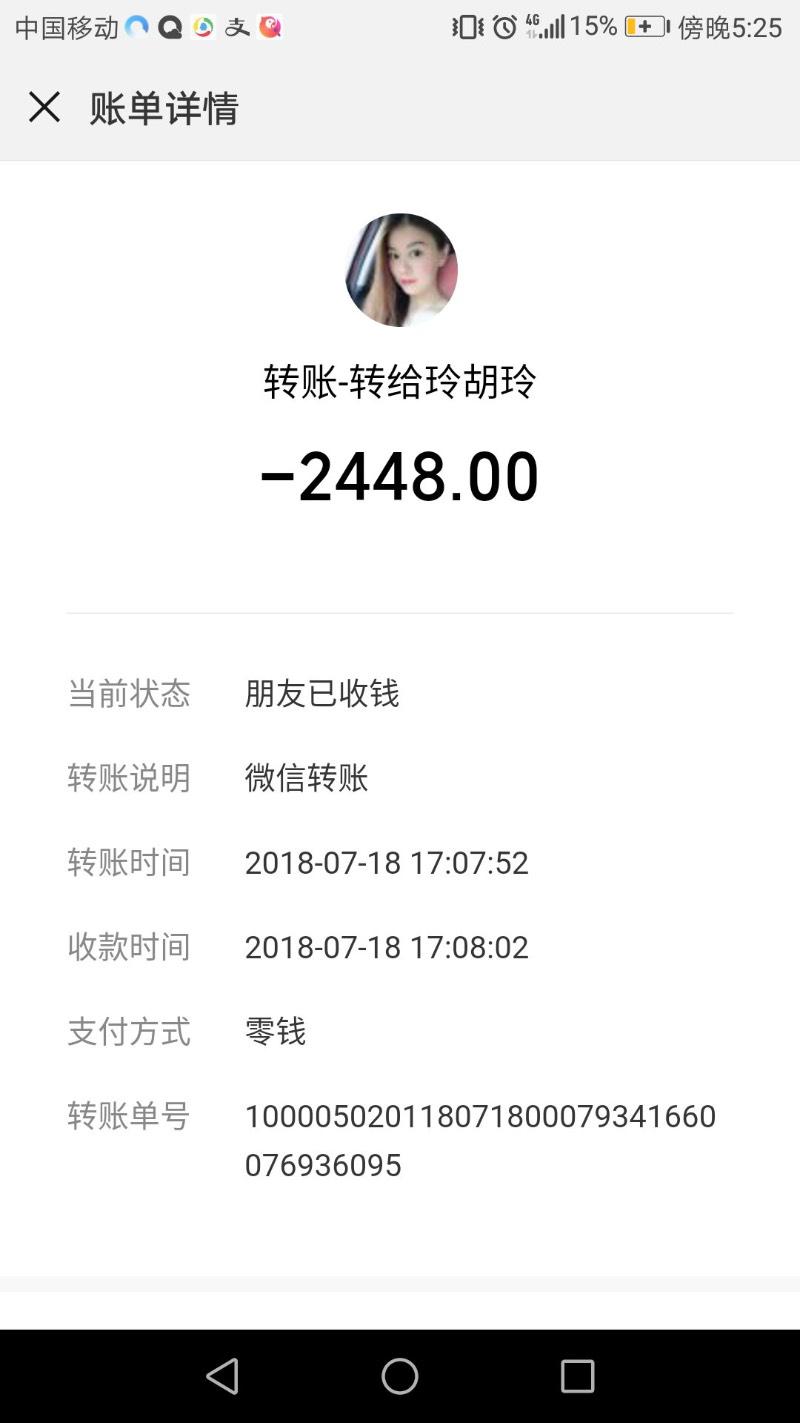 中国移动 支 4G 15% 傍晚5:25
账单详情
转账-转给玲胡玲
-2448.00
当前状态 朋友已收钱
转账说明 微信转账
转账时间 2018-07-18 17:07:52
收款时间 2018-07-18 17:08:02
支付方式 零钱
转账单号 100005020118071800079341660
076936095